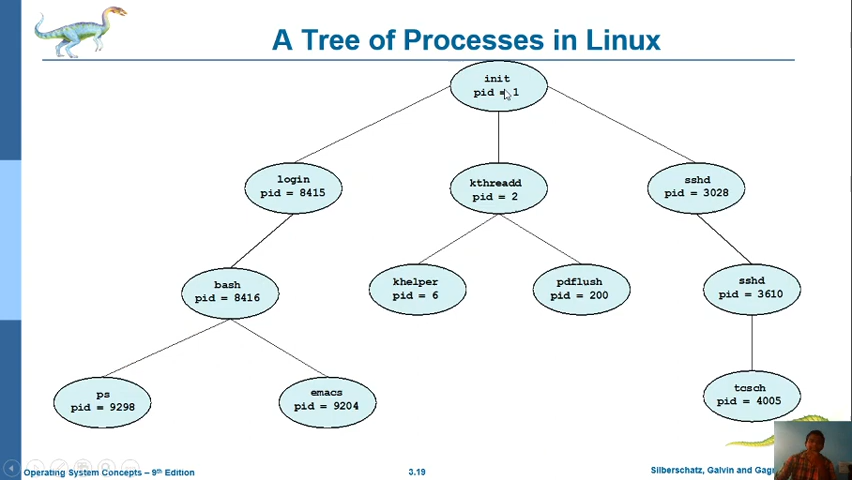 A Tree of Processes in Linux
init
pid = 1
login
pid = 8415
kthreadd
pid = 2
sshd
pid = 3028
bash
pid = 8416
khelper
pid = 6
pdflush
pid = 200
sshd
pid = 3610
ps
pid = 9298
emacs
pid = 9204
tcsch
pid = 4005
Operating System Concepts – 9th Edition
3.19
Silberschatz, Galvin and